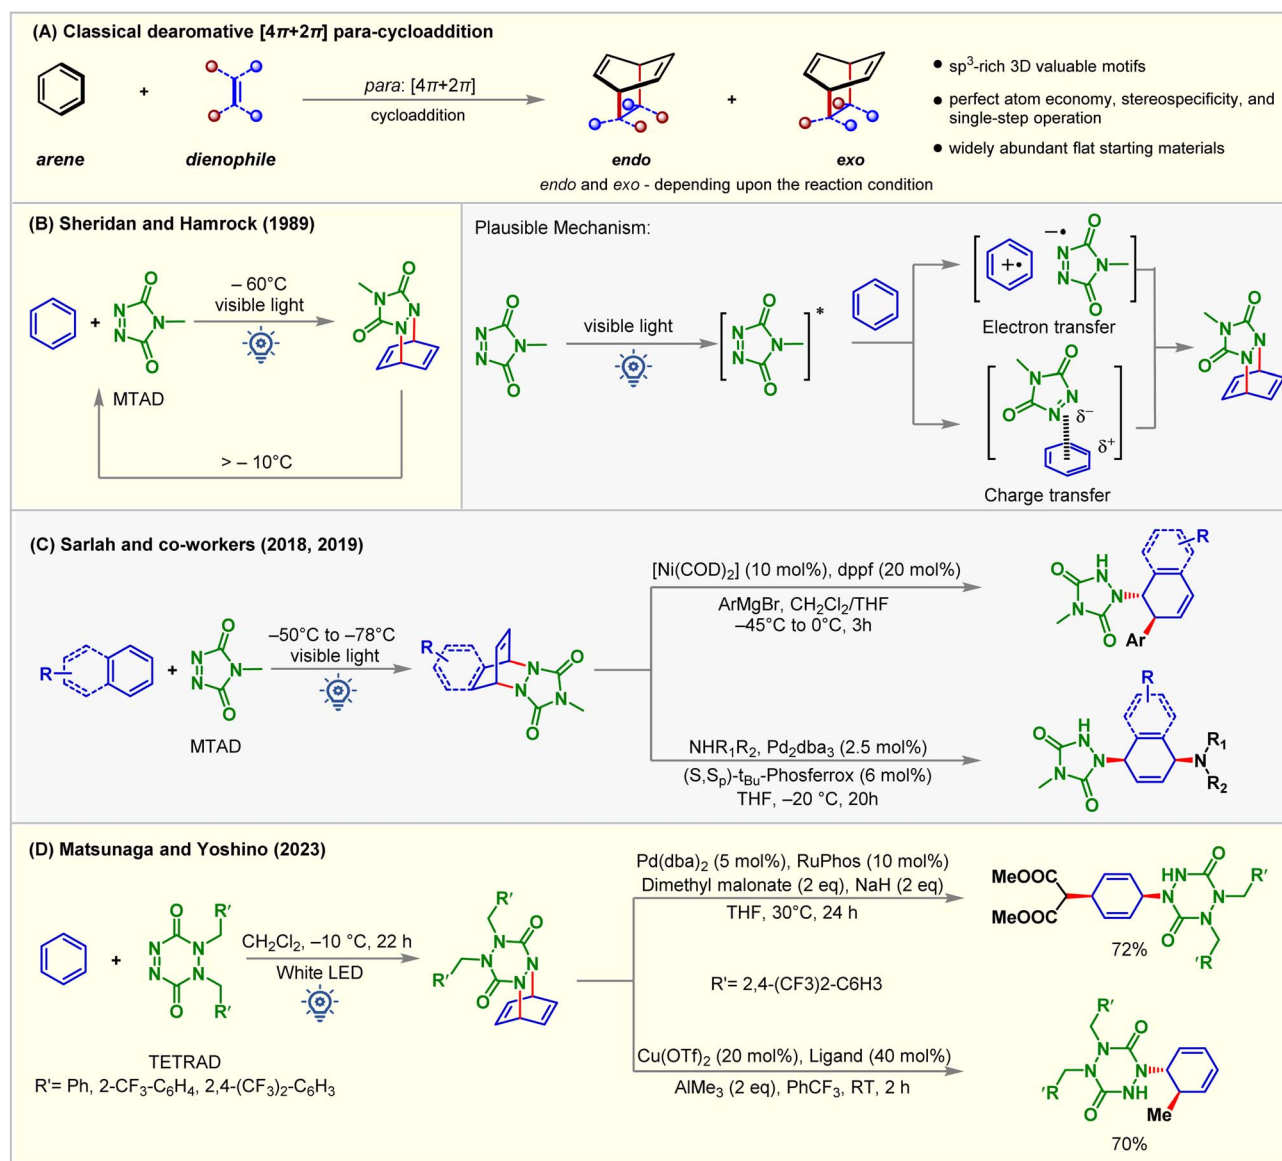 (A) Classical dearomative [4π+2π] para-cycloaddition
arene
+
dienophile
para: [4π+2π]
cycloaddition
endo
+
exo
endo and exo - depending upon the reaction condition
● sp³-rich 3D valuable motifs
● perfect atom economy, stereospecificity, and
single-step operation
● widely abundant flat starting materials
(B) Sheridan and Hamrock (1989)
+
O
N
N
N
O
MTAD
– 60°C
visible light
O
N
N
O
N
> – 10°C
Plausible Mechanism:
O
N
N
N
O
visible light
O
N
N
N
O
*
+•
–•
O
N
N
N
O
Electron transfer
O
N
N
O
N
δ–
δ+
Charge transfer
O
N
N
O
N
(C) Sarlah and co-workers (2018, 2019)
R
+
O
N
N
N
O
MTAD
–50°C to –78°C
visible light
R
N
O
N
N
O
[Ni(COD)₂] (10 mol%), dppf (20 mol%)
ArMgBr, CH₂Cl₂/THF
–45°C to 0°C, 3h
R
H
N
O
N
N
O
Ar
NHR₁R₂, Pd₂dba₃ (2.5 mol%)
(S,Sₚ)-t_Bu-Phosferrox (6 mol%)
THF, –20 °C, 20h
R
H
N
O
N
N
O
R₁
N
R₂
(D) Matsunaga and Yoshino (2023)
+
R'
O
N
N
N
N
O
R'
TETRAD
R'= Ph, 2-CF₃-C₆H₄, 2,4-(CF₃)₂-C₆H₃
CH₂Cl₂, –10 °C, 22 h
White LED
R'
O
N
N
R'
N
N
O
Pd(dba)₂ (5 mol%), RuPhos (10 mol%)
Dimethyl malonate (2 eq), NaH (2 eq)
THF, 30°C, 24 h
MeOOC
MeOOC
O
HN
R'
N
N
N
O
'R
72%
R'= 2,4-(CF3)2-C6H3
Cu(OTf)₂ (20 mol%), Ligand (40 mol%)
AlMe₃ (2 eq), PhCF₃, RT, 2 h
R'
O
N
N
N
'R
NH
O
Me
70%